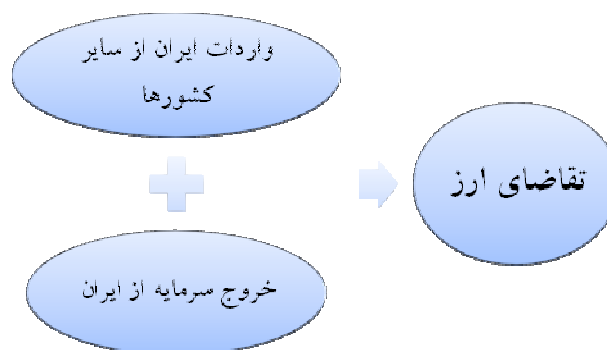 واردات ایران از سایر
کشورها
تقاضای ارز
خروج سرمایه از ایران